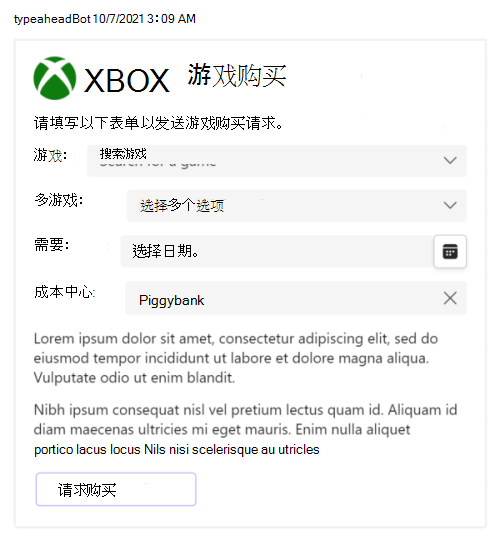 typeaheadBot 10/7/2021 3:09 AM
XBOX 游戏购买
请填写以下表单以发送游戏购买请求。
游戏: 搜索游戏
多游戏: 选择多个选项
需要: 选择日期。
成本中心: Piggybank
Lorem ipsum dolor sit amet, consectetur adipiscing elit, sed do
eiusmod tempor incididunt ut labore et dolore magna aliqua.
Vulputate odio ut enim blandit.
Nibh ipsum consequat nisl vel pretium lectus quam id. Aliquam id
diam maecenas ultricies mi eget mauris. Enim nulla aliquet
portico lacus locus Nils nisi scelerisque au utricles
请求购买